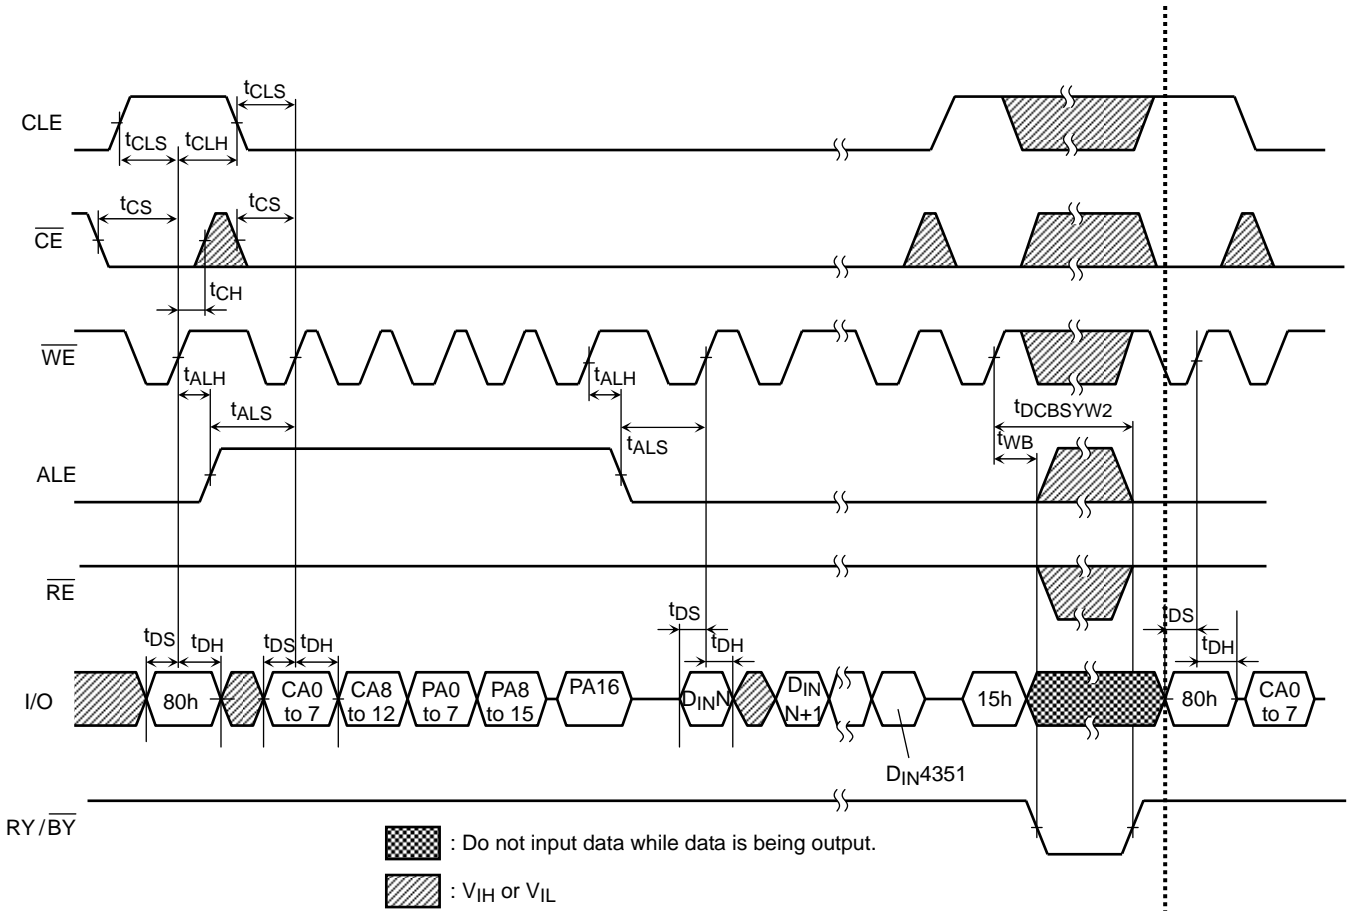 tCLS
CLE
tCLS tCLH
tCS tCS
CE
tCH
WE
tALH tALH
tALS tDCBSYW2
tALS tWB
ALE
RE
tDS tDH tDS tDH tDS tDH tDS tDH
I/O 80h CA0 to 7 CA8 to 12 PA0 to 7 PA8 to 15 PA16 DINN DIN N+1 15h 80h CA0 to 7
DIN4351
RY/BY
: Do not input data while data is being output.
: VIH or VIL